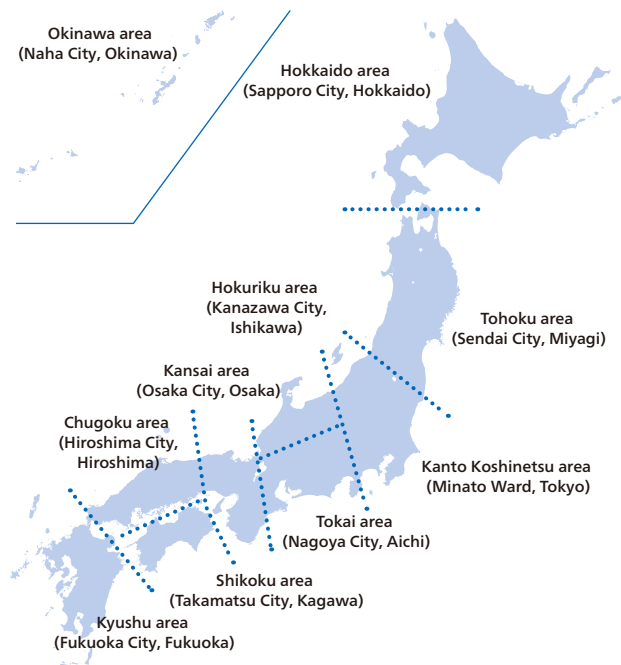 Okinawa area
(Naha City, Okinawa)
Hokkaido area
(Sapporo City, Hokkaido)
Hokuriku area
(Kanazawa City,
Ishikawa)
Tohoku area
(Sendai City, Miyagi)
Kansai area
(Osaka City, Osaka)
Chugoku area
(Hiroshima City,
Hiroshima)
Kanto Koshinetsu area
(Minato Ward, Tokyo)
Tokai area
(Nagoya City, Aichi)
Shikoku area
(Takamatsu City, Kagawa)
Kyushu area
(Fukuoka City, Fukuoka)